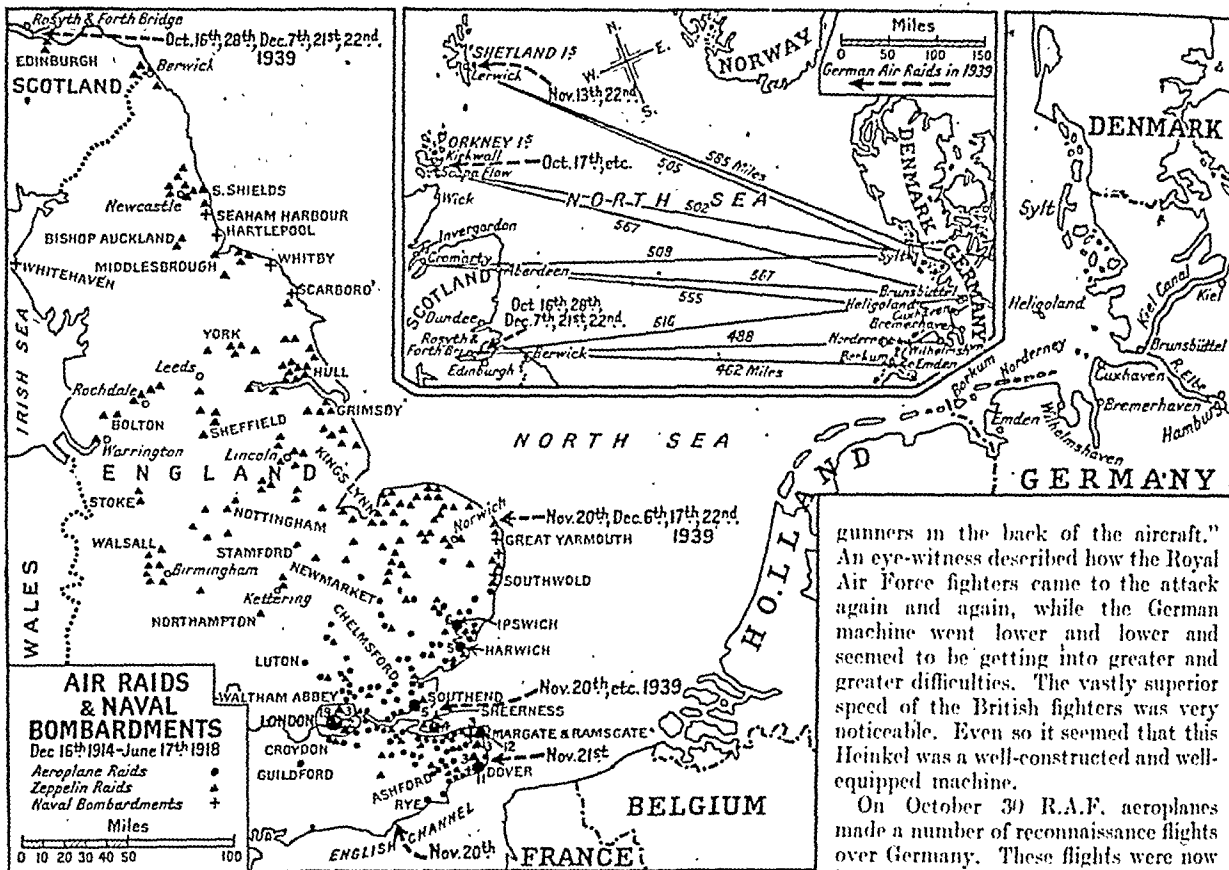 Rosyth & Forth Bridge
Oct. 16th, 28th, Dec. 7th, 21st, 22nd.
1939
EDINBURGH
Berwick
SCOTLAND
S. SHIELDS
Newcastle
SEAHAM HARBOUR
HARTLEPOOL
BISHOP AUCKLAND
MIDDLESBROUGH
WHITBY
WHITEHAVEN
SCARBORO'
IRISH SEA
YORK
Leeds
HULL
Rochdale
GRIMSBY
BOLTON
SHEFFIELD
Warrington
Lincoln
ENGLAND
KINGS LYNN
STOKE
NOTTINGHAM
Norwich
Nov. 20th, Dec. 6th, 17th, 22nd.
1939
GREAT YARMOUTH
WALSALL
STAMFORD
Birmingham
NEWMARKET
SOUTHWOLD
Kettering
WALES
NORTHAMPTON
CHELMSFORD
IPSWICH
HARWICH
LUTON
WALTHAM ABBEY
SOUTHEND
Nov. 20th, etc. 1939
SHEERNESS
LONDON
MARGATE & RAMSGATE
CROYDON
12
Nov. 21st
GUILDFORD
ASHFORD
DOVER
11
RYE
ENGLISH CHANNEL
Nov. 20th
FRANCE
BELGIUM
HOLLAND
NORTH SEA
AIR RAIDS
& NAVAL
BOMBARDMENTS
Dec 16th 1914-June 17th 1918
Aeroplane Raids
Zeppelin Raids
Naval Bombardments
Miles
0 10 20 30 40 50 100
SHETLAND Is
Lerwick
Nov. 13th, 22nd.
N.
E.
W.
S.
NORWAY
Miles
0 50 100 150
German Air Raids in 1939
ORKNEY Is
Kirkwall
Scapa Flow
Oct. 17th, etc.
505
565 Miles
DENMARK
NORTH SEA
Wick
502
567
Invergordon
Cromarty
509
Sylt
GERMANY
Aberdeen
567
Brunsbüttel
SCOTLAND
555
Heligoland
Cuxhaven
Bremerhaven
Oct 16th, 28th,
Dec. 7th, 21st, 22nd.
Dundee
516
Rosyth &
Forth Bri
488
Norderney
Wilhelmshvn
Berwick
Borkum
Emden
Edinburgh
462 Miles
DENMARK
Sylt
Heligoland
Kiel Canal
Kiel
Brunsbüttel
Borkum
Norderney
Cuxhaven
R. Elbe
Bremerhaven
Hamburg
Emden
Wilhelmshaven
GERMANY
gunners in the back of the aircraft."
An eye-witness described how the Royal
Air Force fighters came to the attack
again and again, while the German
machine went lower and lower and
seemed to be getting into greater and
greater difficulties. The vastly superior
speed of the British fighters was very
noticeable. Even so it seemed that this
Heinkel was a well-constructed and well-
equipped machine.
On October 30 R.A.F. aeroplanes
made a number of reconnaissance flights
over Germany. These flights were now